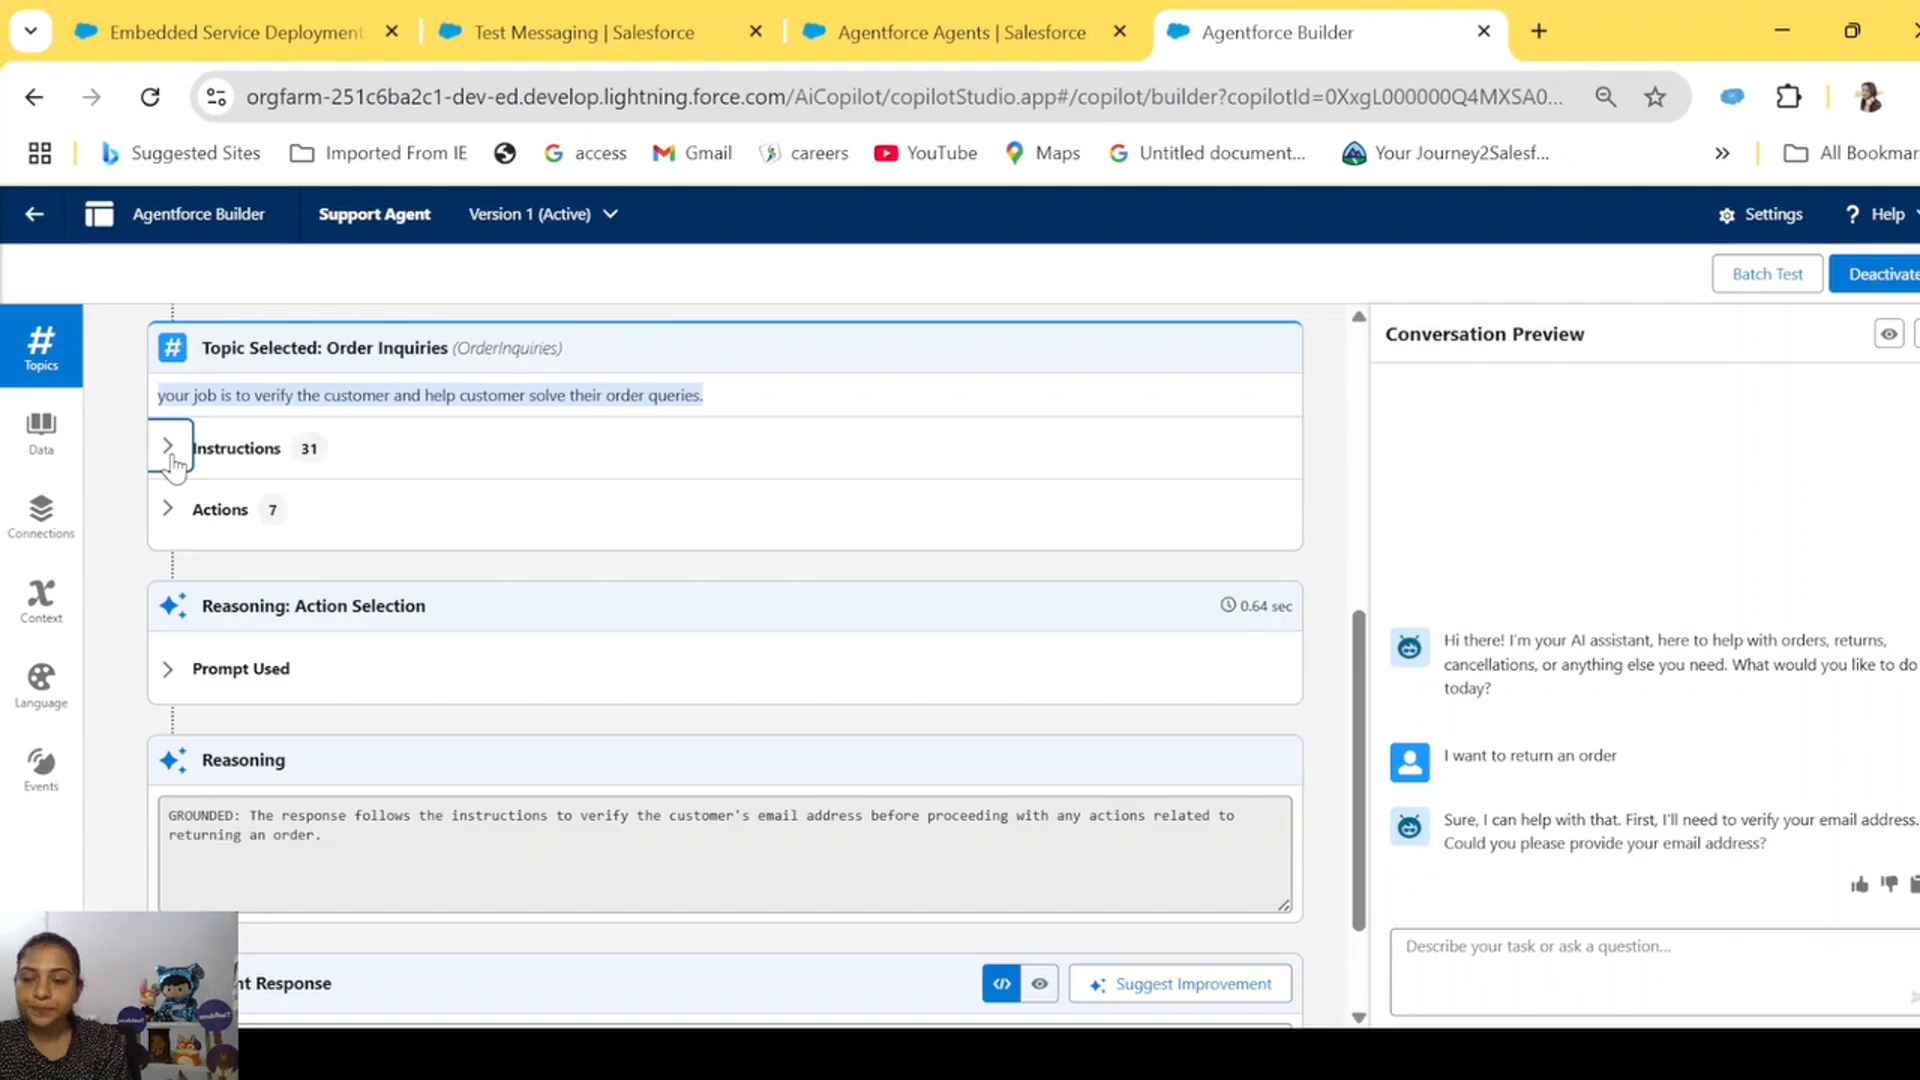 Embedded Service Deployment
Test Messaging | Salesforce
Agentforce Agents | Salesforce
Agentforce Builder
orgfarm-251c6ba2c1-dev-ed.develop.lightning.force.com/AiCopilot/copilotStudio.app#/copilot/builder?copilotId=0XxgL000000Q4MXSA0...
Suggested Sites
Imported From IE
access
Gmail
careers
YouTube
Maps
Untitled document...
Your Journey2Salesf...
All Bookmar
Agentforce Builder
Support Agent
Version 1 (Active)
Settings
Help
Batch Test
Deactivate
Topics
Data
Connections
Context
Language
Events
Topic Selected: Order Inquiries (OrderInquiries)
your job is to verify the customer and help customer solve their order queries.
Instructions 31
Actions 7
Reasoning: Action Selection
0.64 sec
Prompt Used
Reasoning
GROUNDED: The response follows the instructions to verify the customer's email address before proceeding with any actions related to
returning an order.
nt Response
Suggest Improvement
Conversation Preview
Hi there! I'm your AI assistant, here to help with orders, returns,
cancellations, or anything else you need. What would you like to do
today?
I want to return an order
Sure, I can help with that. First, I'll need to verify your email address.
Could you please provide your email address?
Describe your task or ask a question...